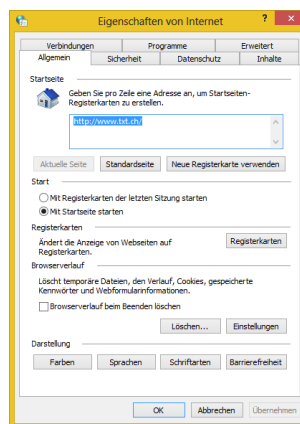 Eigenschaften von Internet
?
Verbindungen Programme Erweitert
Allgemein Sicherheit Datenschutz Inhalte
Startseite
Geben Sie pro Zeile eine Adresse an, um Startseiten-
Registerkarten zu erstellen.
http://www.txt.ch/
Aktuelle Seite Standardseite Neue Registerkarte verwenden
Start
Mit Registerkarten der letzten Sitzung starten
Mit Startseite starten
Registerkarten
Ändert die Anzeige von Webseiten auf
Registerkarten.
Registerkarten
Browserverlauf
Löscht temporäre Dateien, den Verlauf, Cookies, gespeicherte
Kennwörter und Webformularinformationen.
Browserverlauf beim Beenden löschen
Löschen... Einstellungen
Darstellung
Farben Sprachen Schriftarten Barrierefreiheit
OK Abbrechen Übernehmen